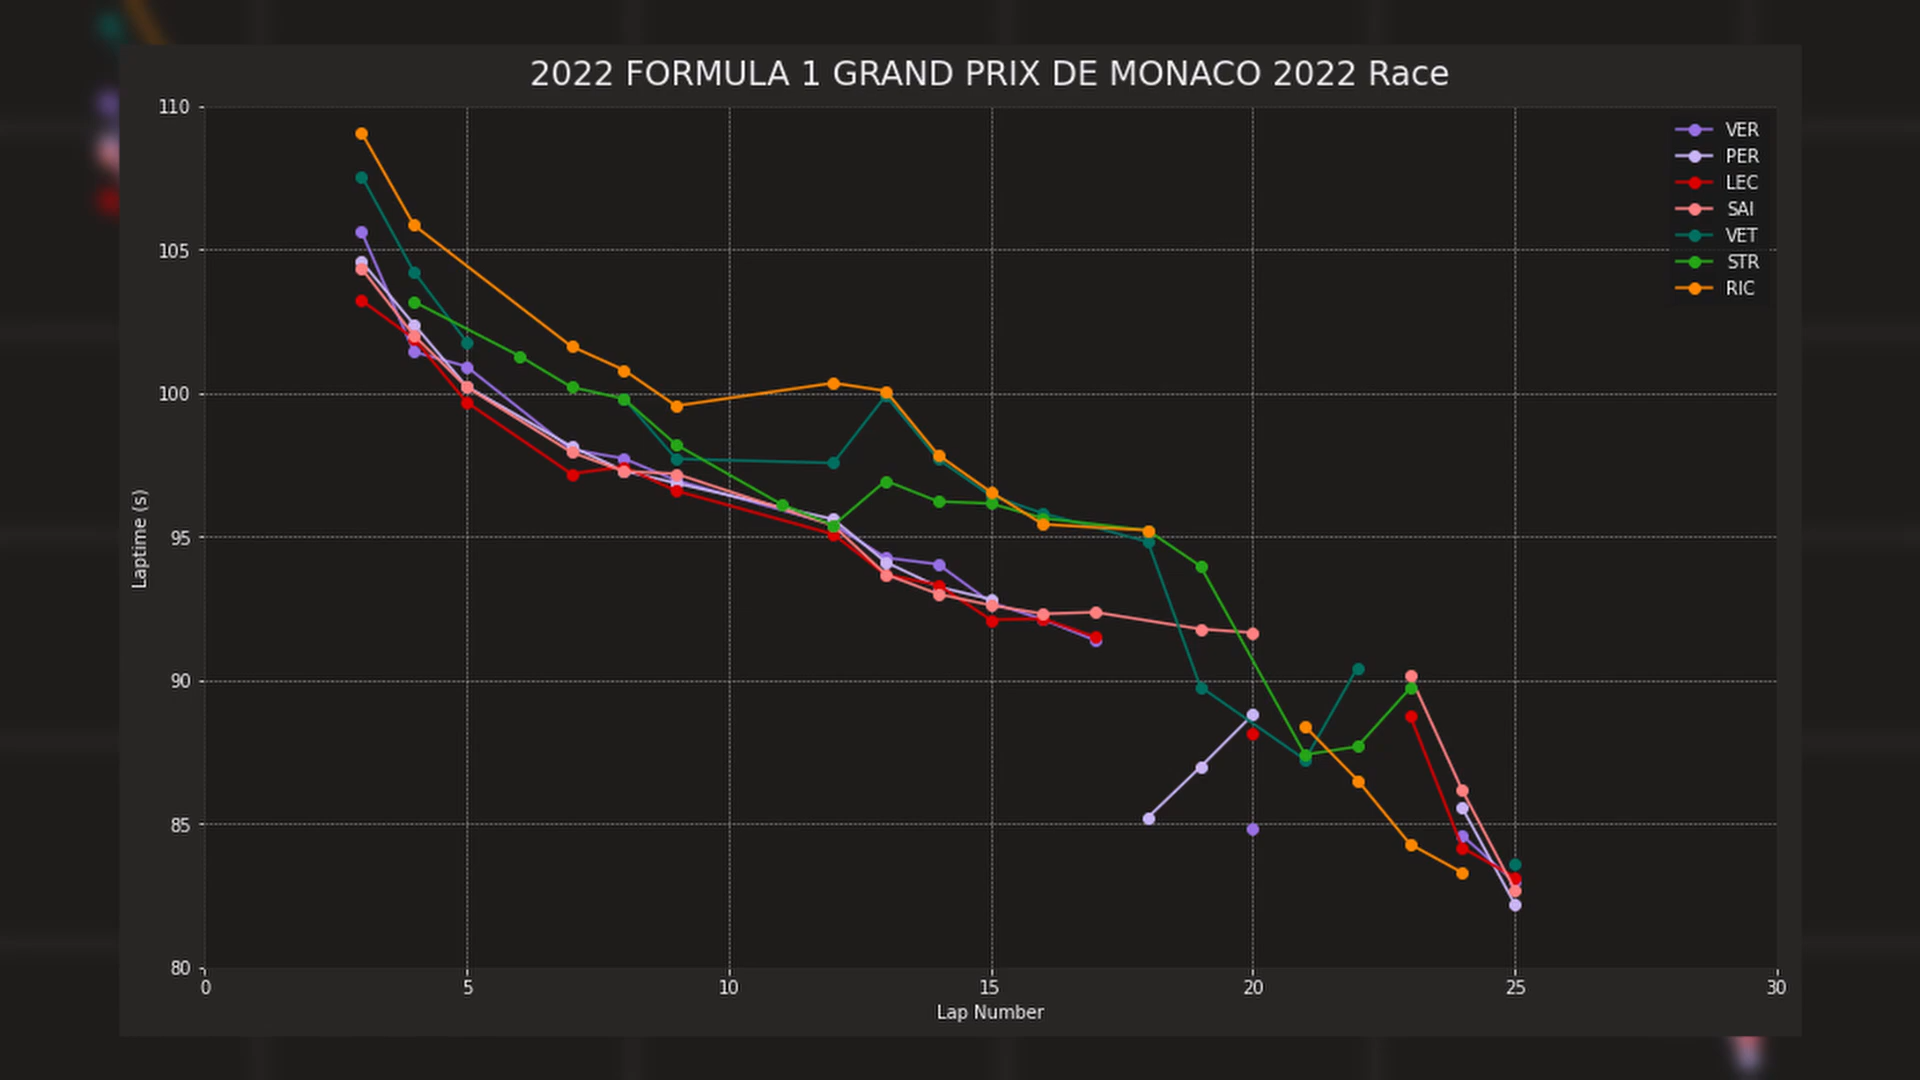 2022 FORMULA 1 GRAND PRIX DE MONACO 2022 Race
110
105
100
95
90
85
80
Laptime (s)
VER
PER
LEC
SAI
VET
STR
RIC
0 5 10 15 20 25 30
Lap Number